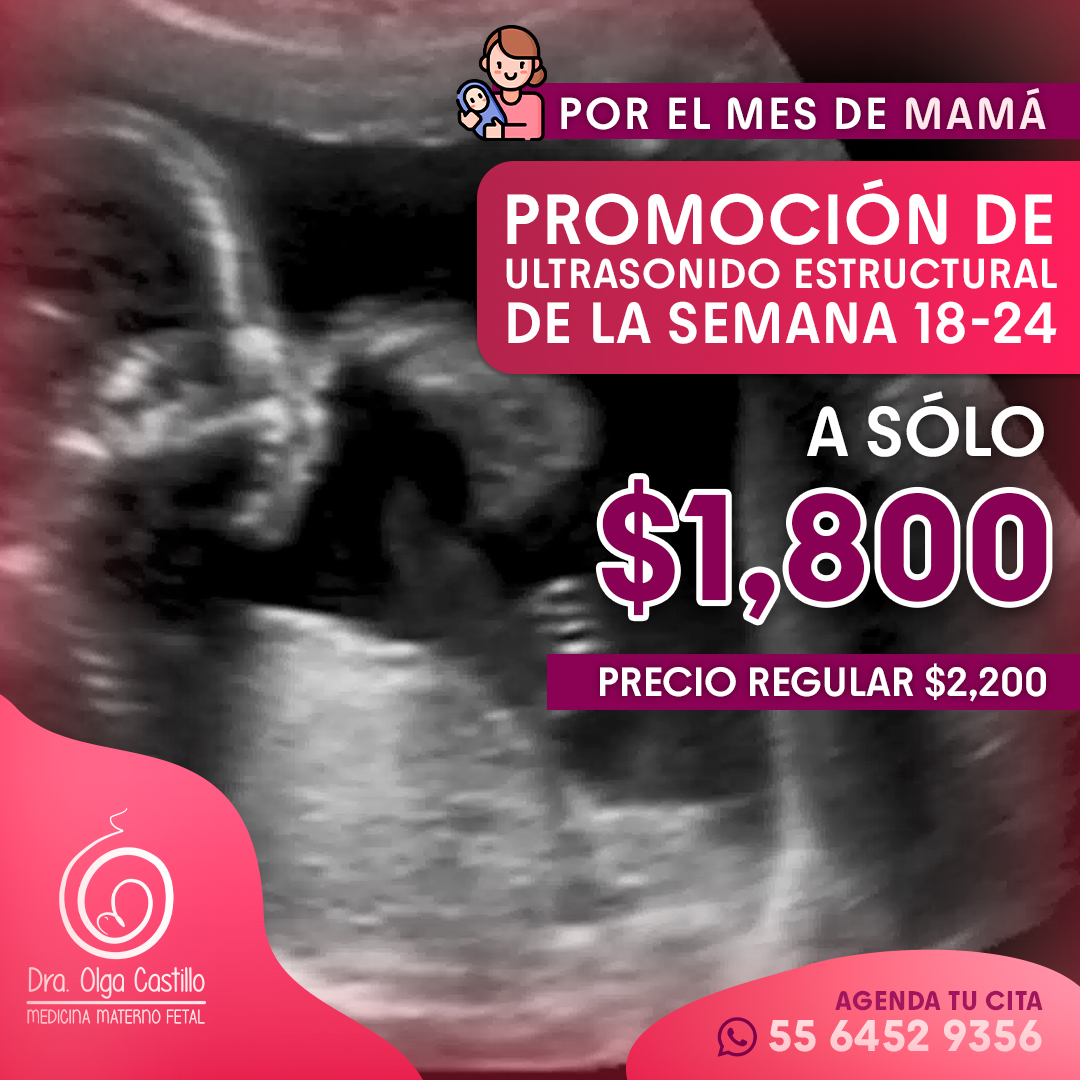 POR EL MES DE MAMÁ
PROMOCIÓN DE
ULTRASONIDO ESTRUCTURAL
DE LA SEMANA 18-24
A SÓLO
$1,800
PRECIO REGULAR $2,200
Dra. Olga Castillo
MEDICINA MATERNO FETAL
AGENDA TU CITA
55 6452 9356